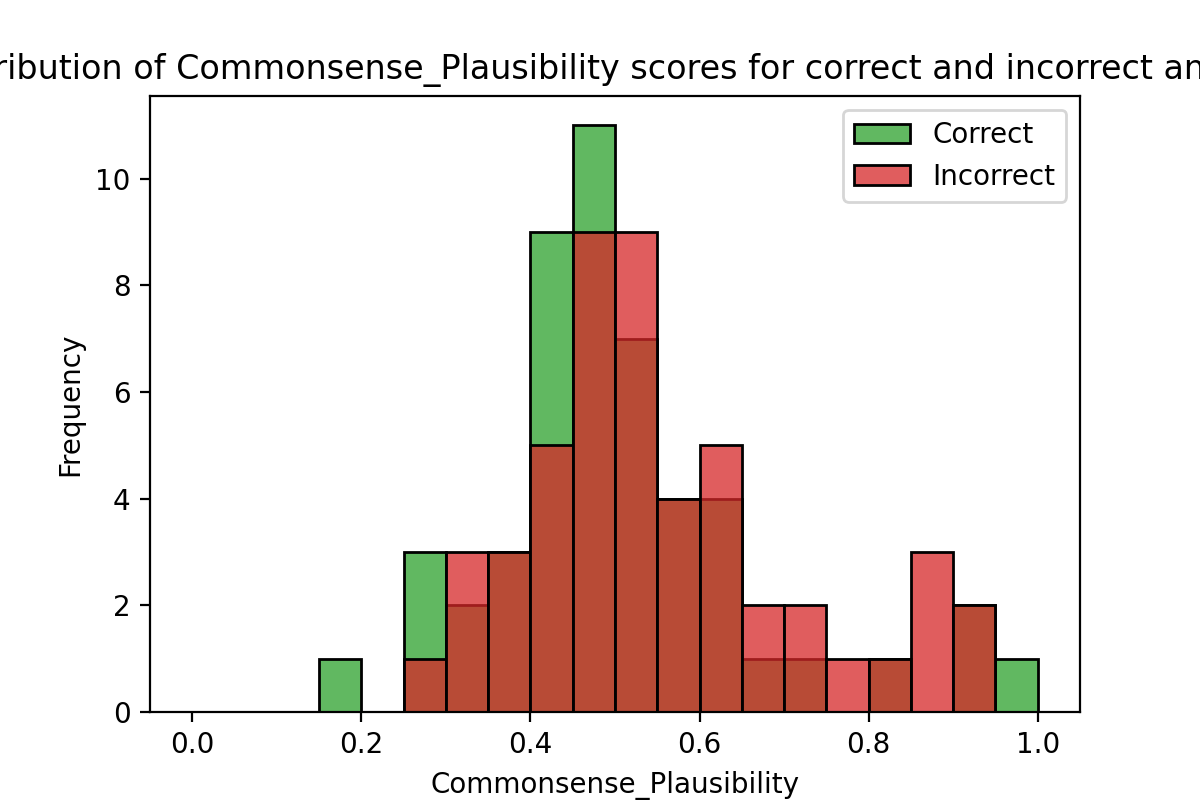 ribution of Commonsense_Plausibility scores for correct and incorrect an
Correct
Incorrect
10
8
6
4
2
0
Frequency
0.0 0.2 0.4 0.6 0.8 1.0
Commonsense_Plausibility